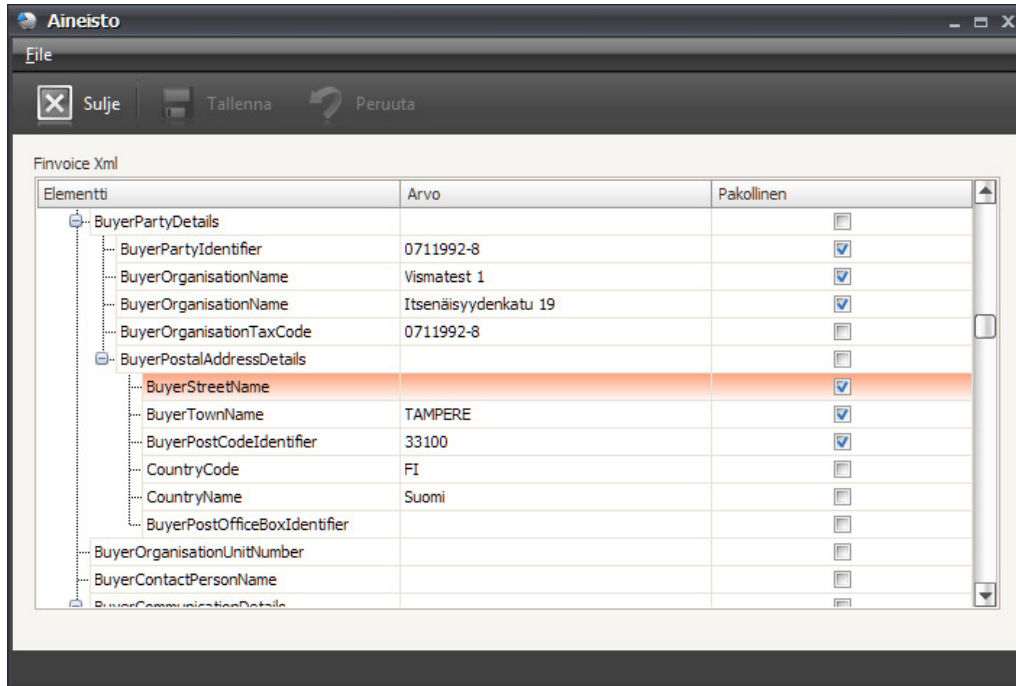 Aineisto
File
Sulje Tallenna Peruuta
Finvoice Xml
Elementti Arvo Pakollinen
BuyerPartyDetails
BuyerPartyIdentifier 0711992-8
BuyerOrganisationName Vismatest 1
BuyerOrganisationName Itsenäisyydenkatu 19
BuyerOrganisationTaxCode 0711992-8
BuyerPostalAddressDetails
BuyerStreetName
BuyerTownName TAMPERE
BuyerPostCodeIdentifier 33100
CountryCode FI
CountryName Suomi
BuyerPostOfficeBoxIdentifier
BuyerOrganisationUnitNumber
BuyerContactPersonName
BuyerCommunicationDetails